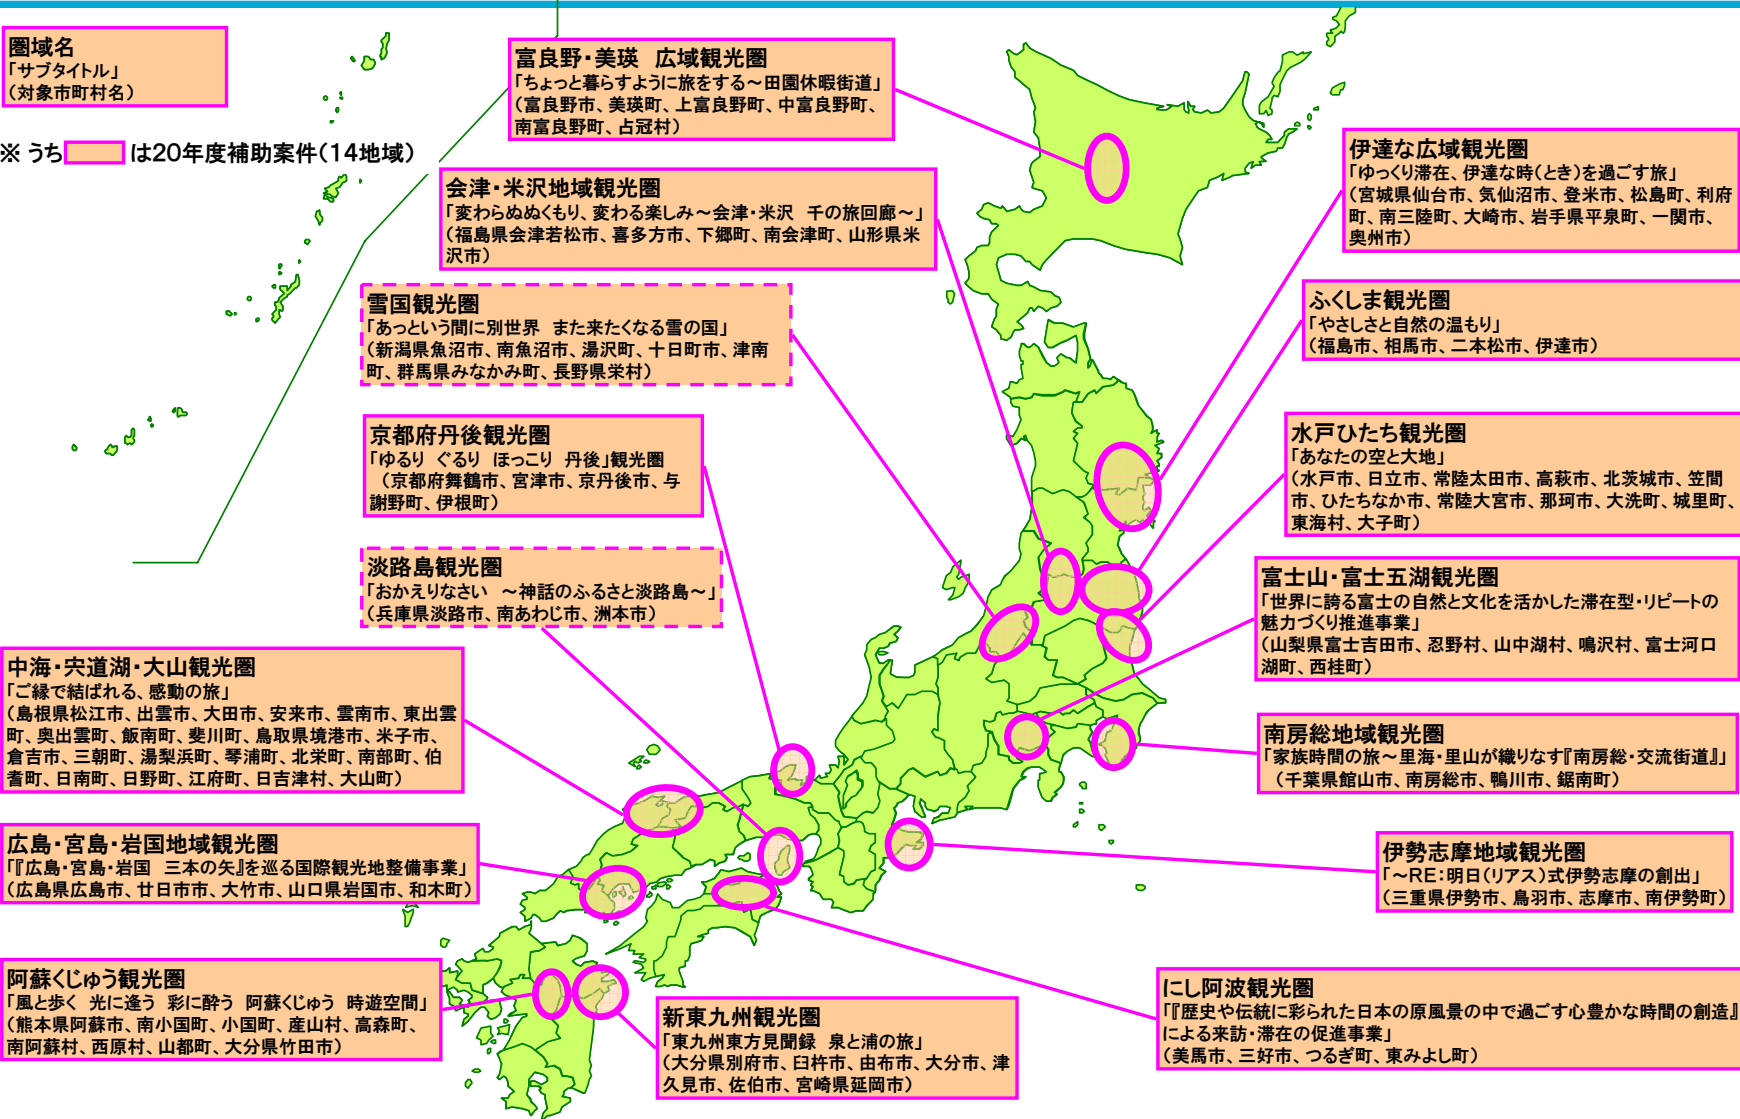 圏域名
「サブタイトル」
（対象市町村名）
※ うち は20年度補助案件（14地域）
富良野・美瑛 広域観光圏
「ちょっと暮らすように旅をする～田園休暇街道」
（富良野市、美瑛町、上富良野町、中富良野町、
南富良野町、占冠村）
会津・米沢地域観光圏
「変わらぬぬくもり、変わる楽しみ～会津・米沢 千の旅回廊～」
（福島県会津若松市、喜多方市、下郷町、南会津町、山形県米
沢市）
雪国観光圏
「あっという間に別世界 また来たくなる雪の国」
（新潟県魚沼市、南魚沼市、湯沢町、十日町市、津南
町、群馬県みなかみ町、長野県栄村）
京都府丹後観光圏
「ゆるり ぐるり ほっこり 丹後」観光圏
（京都府舞鶴市、宮津市、京丹後市、与
謝野町、伊根町）
淡路島観光圏
「おかえりなさい ～神話のふるさと淡路島～」
（兵庫県淡路市、南あわじ市、洲本市）
中海・宍道湖・大山観光圏
「ご縁で結ばれる、感動の旅」
（島根県松江市、出雲市、大田市、安来市、雲南市、東出雲
町、奥出雲町、飯南町、斐川町、鳥取県境港市、米子市、
倉吉市、三朝町、湯梨浜町、琴浦町、北栄町、南部町、伯
耆町、日南町、日野町、江府町、日吉津村、大山町）
広島・宮島・岩国地域観光圏
「『広島・宮島・岩国 三本の矢』を巡る国際観光地整備事業」
（広島県広島市、廿日市市、大竹市、山口県岩国市、和木町）
阿蘇くじゅう観光圏
「風と歩く 光に逢う 彩に酔う 阿蘇くじゅう 時遊空間」
（熊本県阿蘇市、南小国町、小国町、産山村、高森町、
南阿蘇村、西原村、山都町、大分県竹田市）
新東九州観光圏
「東九州東方見聞録 泉と浦の旅」
（大分県別府市、臼杵市、由布市、大分市、津
久見市、佐伯市、宮崎県延岡市）
伊達な広域観光圏
「ゆっくり滞在、伊達な時（とき）を過ごす旅」
（宮城県仙台市、気仙沼市、登米市、松島町、利府
町、南三陸町、大崎市、岩手県平泉町、一関市、
奥州市）
ふくしま観光圏
「やさしさと自然の温もり」
（福島市、相馬市、二本松市、伊達市）
水戸ひたち観光圏
「あなたの空と大地」
（水戸市、日立市、常陸太田市、高萩市、北茨城市、笠間
市、ひたちなか市、常陸大宮市、那珂市、大洗町、城里町、
東海村、大子町）
富士山・富士五湖観光圏
「世界に誇る富士の自然と文化を活かした滞在型・リピートの
魅力づくり推進事業」
（山梨県富士吉田市、忍野村、山中湖村、鳴沢村、富士河口
湖町、西桂町）
南房総地域観光圏
「家族時間の旅～里海・里山が織りなす『南房総・交流街道』」
（千葉県館山市、南房総市、鴨川市、鋸南町）
伊勢志摩地域観光圏
「～RE：明日（リアス）式伊勢志摩の創出」
（三重県伊勢市、鳥羽市、志摩市、南伊勢町）
にし阿波観光圏
「『歴史や伝統に彩られた日本の原風景の中で過ごす心豊かな時間の創造』
による来訪・滞在の促進事業」
（美馬市、三好市、つるぎ町、東みよし町）